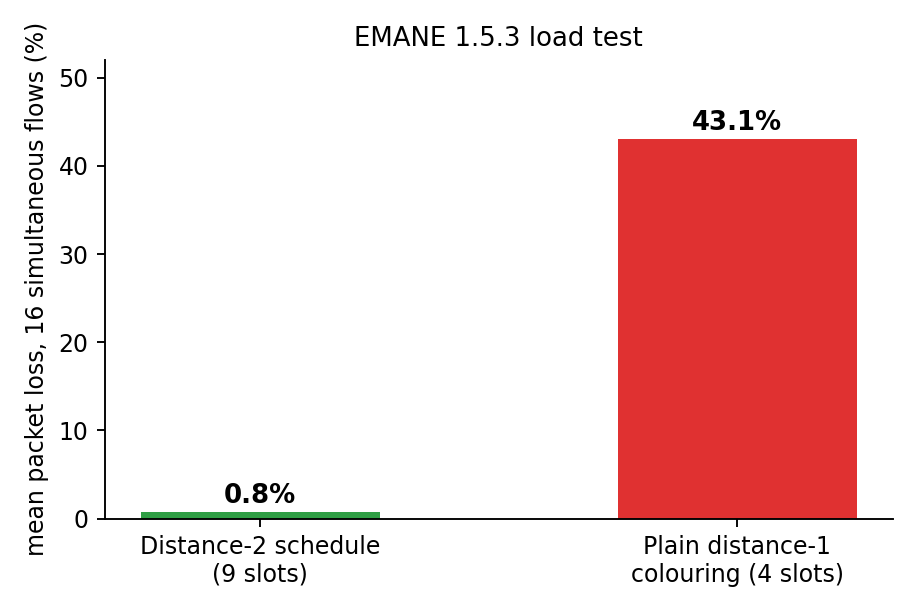 EMANE 1.5.3 load test
mean packet loss, 16 simultaneous flows (%)
50
40
30
20
10
0
0.8%
43.1%
Distance-2 schedule
(9 slots)
Plain distance-1
colouring (4 slots)